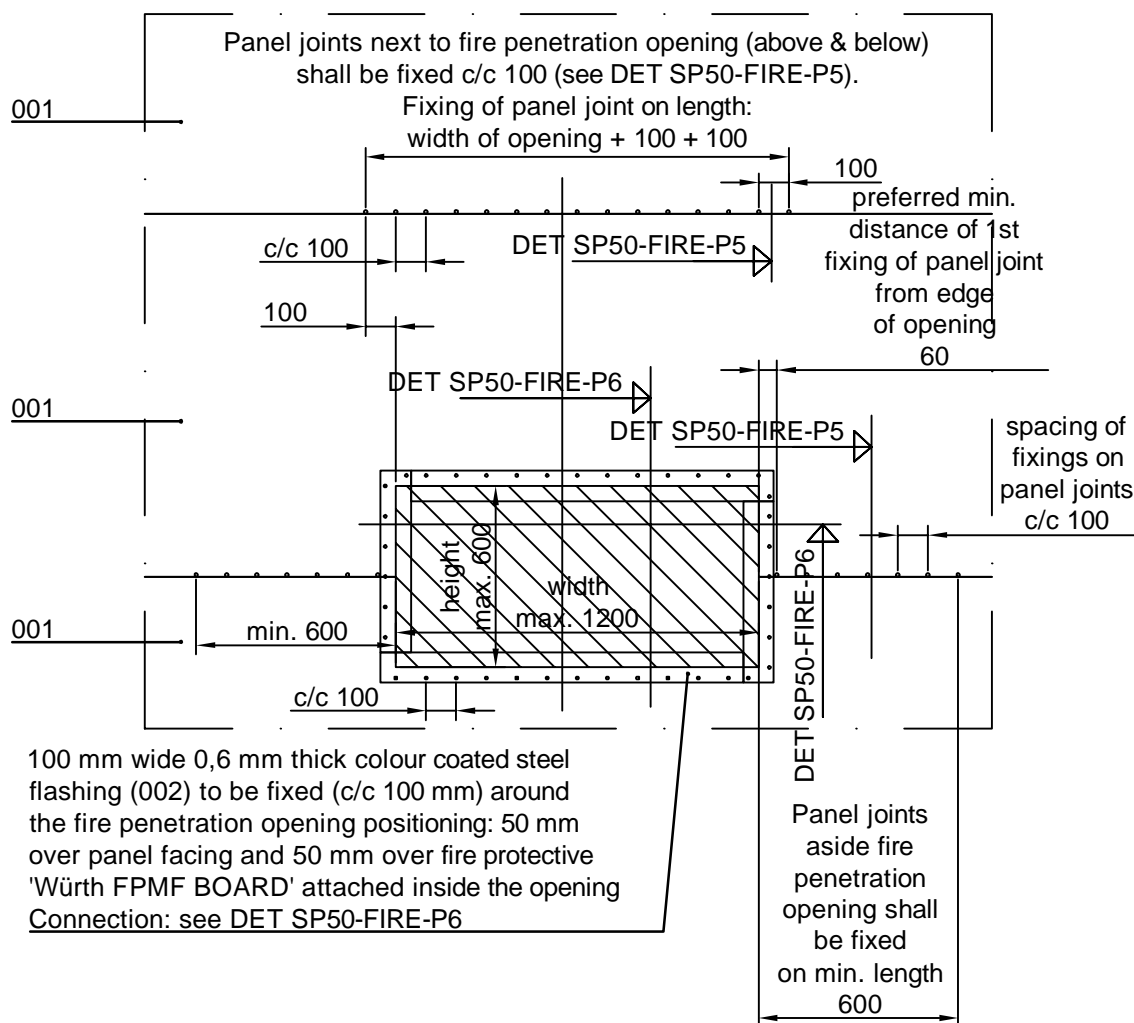 Panel joints next to fire penetration opening (above & below)
shall be fixed c/c 100 (see DET SP50-FIRE-P5).
Fixing of panel joint on length:
width of opening + 100 + 100
001
100
preferred min.
distance of 1st
fixing of panel joint
from edge
of opening
60
c/c 100
DET SP50-FIRE-P5
100
DET SP50-FIRE-P6
001
DET SP50-FIRE-P5
spacing of
fixings on
panel joints
c/c 100
height
max. 600
width
max. 1200
DET SP50-FIRE-P6
001
min. 600
c/c 100
100 mm wide 0,6 mm thick colour coated steel
flashing (002) to be fixed (c/c 100 mm) around
the fire penetration opening positioning: 50 mm
over panel facing and 50 mm over fire protective
'Würth FPMF BOARD' attached inside the opening
Connection: see DET SP50-FIRE-P6
Panel joints
aside fire
penetration
opening shall
be fixed
on min. length
600